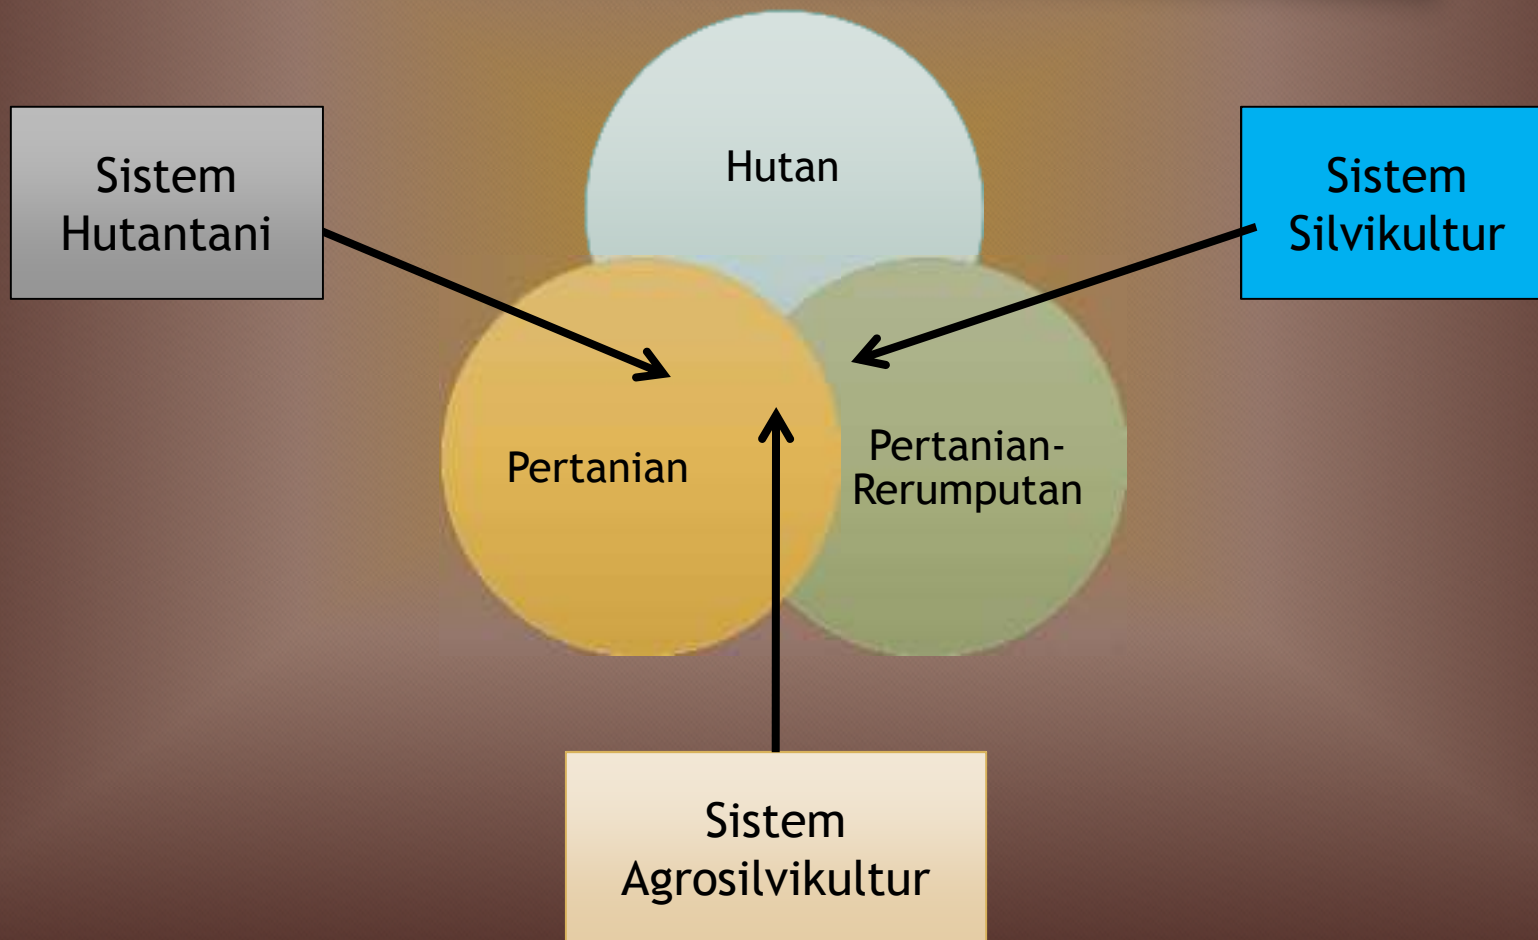 Hutan
Sistem
Hutantani
Sistem
Silvikultur
Pertanian
Pertanian-
Rerumputan
Sistem
Agrosilvikultur